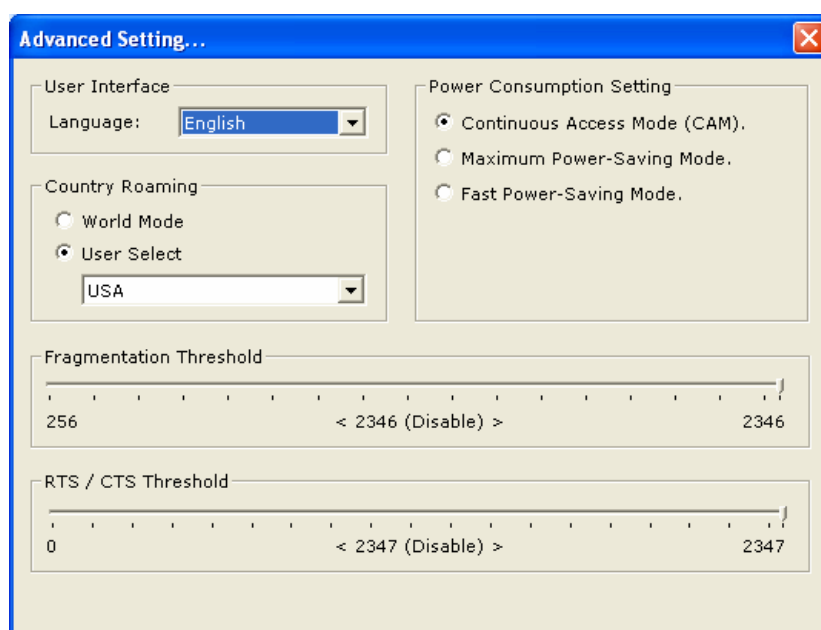 Advanced Setting...
User Interface
Language: English
Country Roaming
World Mode
User Select
USA
Power Consumption Setting
Continuous Access Mode (CAM).
Maximum Power-Saving Mode.
Fast Power-Saving Mode.
Fragmentation Threshold
256 < 2346 (Disable) > 2346
RTS / CTS Threshold
0 < 2347 (Disable) > 2347